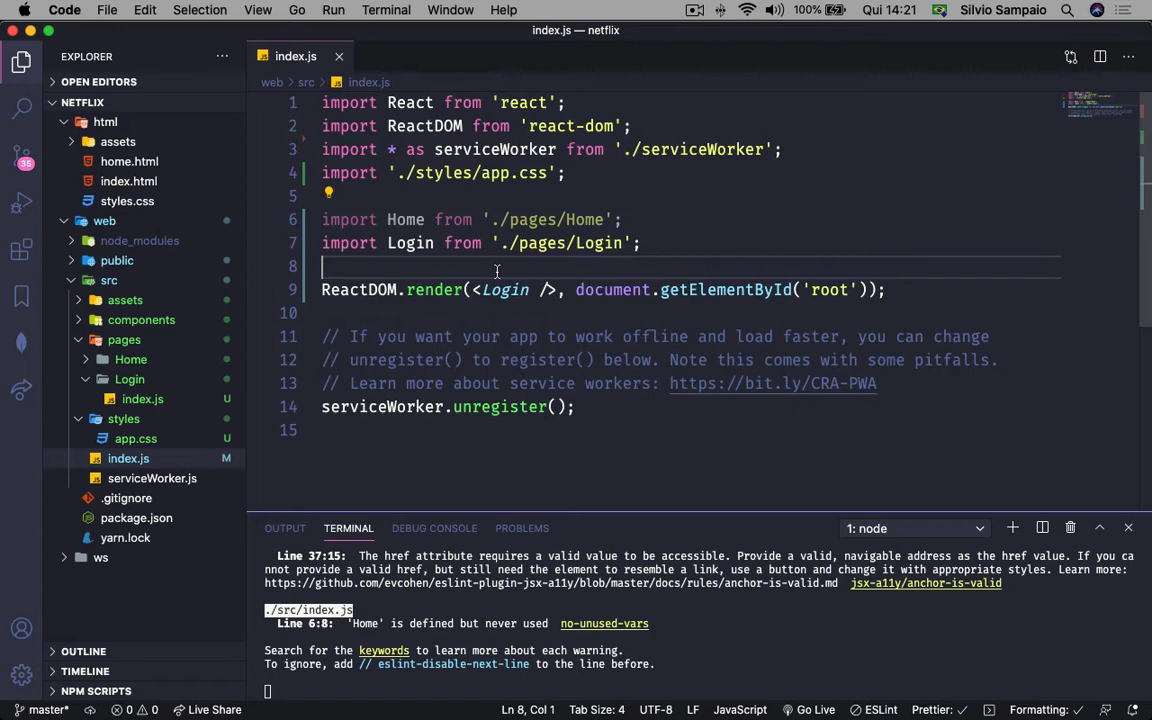 Code File Edit Selection View Go Run Terminal Window Help 100% Qui 14:21 Silvio Sampaio
index.js — netflix
EXPLORER
OPEN EDITORS
NETFLIX
html
assets
home.html
index.html
styles.css
web
node_modules
public
src
assets
components
pages
Home
Login
index.js U
styles
app.css U
index.js M
serviceWorker.js
.gitignore
package.json
yarn.lock
ws
OUTLINE
TIMELINE
NPM SCRIPTS
35
index.js
web > src > index.js
1 import React from 'react';
2 import ReactDOM from 'react-dom';
3 import * as serviceWorker from './serviceWorker';
4 import './styles/app.css';
5
6 import Home from './pages/Home';
7 import Login from './pages/Login';
8
9 ReactDOM.render(<Login />, document.getElementById('root'));
10
11 // If you want your app to work offline and load faster, you can change
12 // unregister() to register() below. Note this comes with some pitfalls.
13 // Learn more about service workers: https://bit.ly/CRA-PWA
14 serviceWorker.unregister();
15
OUTPUT TERMINAL DEBUG CONSOLE PROBLEMS 1: node
Line 37:15: The href attribute requires a valid value to be accessible. Provide a valid, navigable address as the href value. If you ca
nnot provide a valid href, but still need the element to resemble a link, use a button and change it with appropriate styles. Learn more:
https://github.com/evcohen/eslint-plugin-jsx-a11y/blob/master/docs/rules/anchor-is-valid.md jsx-a11y/anchor-is-valid
./src/index.js
Line 6:8: 'Home' is defined but never used no-unused-vars
Search for the keywords to learn more about each warning.
To ignore, add // eslint-disable-next-line to the line before.
master* 0 0 Live Share Ln 8, Col 1 Tab Size: 4 UTF-8 LF JavaScript Go Live ESLint Prettier: ✓ Formatting: ✓